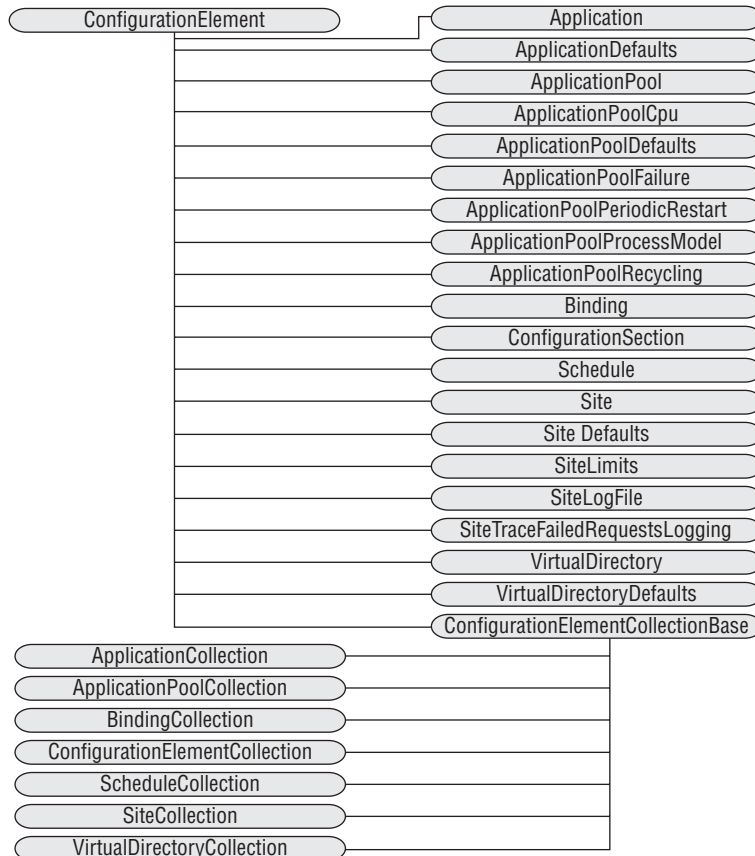 ConfigurationElement
Application
ApplicationDefaults
ApplicationPool
ApplicationPoolCpu
ApplicationPoolDefaults
ApplicationPoolFailure
ApplicationPoolPeriodicRestart
ApplicationPoolProcessModel
ApplicationPoolRecycling
Binding
ConfigurationSection
Schedule
Site
Site Defaults
SiteLimits
SiteLogFile
SiteTraceFailedRequestsLogging
VirtualDirectory
VirtualDirectoryDefaults
ConfigurationElementCollectionBase
ApplicationCollection
ApplicationPoolCollection
BindingCollection
ConfigurationElementCollection
ScheduleCollection
SiteCollection
VirtualDirectoryCollection